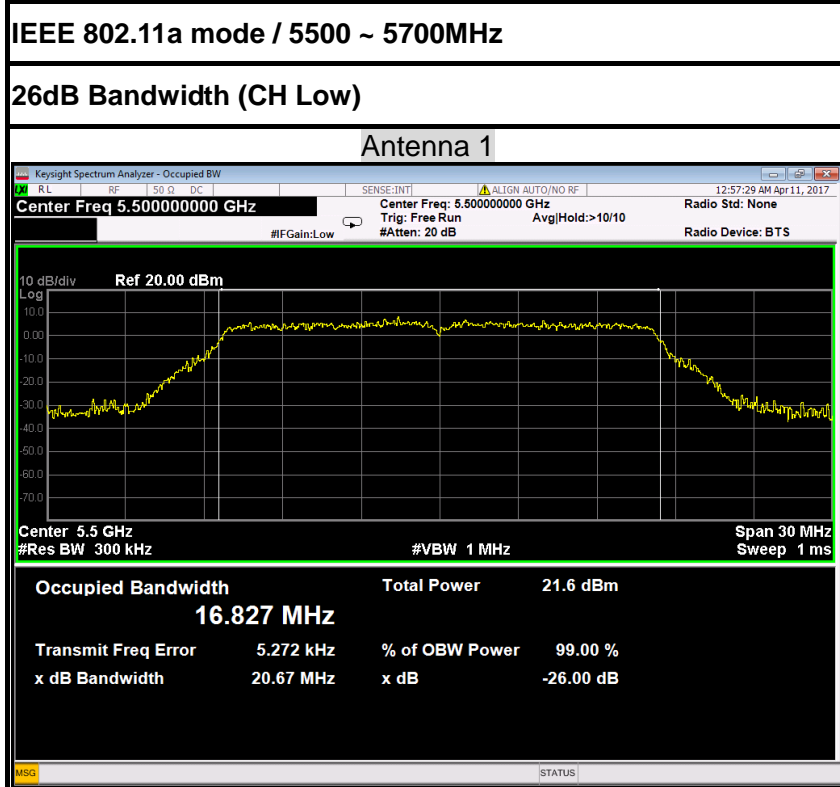 IEEE 802.11a mode / 5500 ~ 5700MHz
26dB Bandwidth (CH Low)
Antenna 1
Keysight Spectrum Analyzer - Occupied BW
LXI RL RF 50 Ω DC SENSE:INT ALIGN AUTO/NO RF 12:57:29 AM Apr 11, 2017
Center Freq 5.500000000 GHz Center Freq: 5.500000000 GHz Radio Std: None
Trig: Free Run Avg|Hold:>10/10
#IFGain:Low #Atten: 20 dB Radio Device: BTS
10 dB/div Ref 20.00 dBm
Log
10.0
0.00
-10.0
-20.0
-30.0
-40.0
-50.0
-60.0
-70.0
Center 5.5 GHz Span 30 MHz
#Res BW 300 kHz #VBW 1 MHz Sweep 1 ms
Occupied Bandwidth Total Power 21.6 dBm
16.827 MHz
Transmit Freq Error 5.272 kHz % of OBW Power 99.00 %
x dB Bandwidth 20.67 MHz x dB -26.00 dB
MSG STATUS